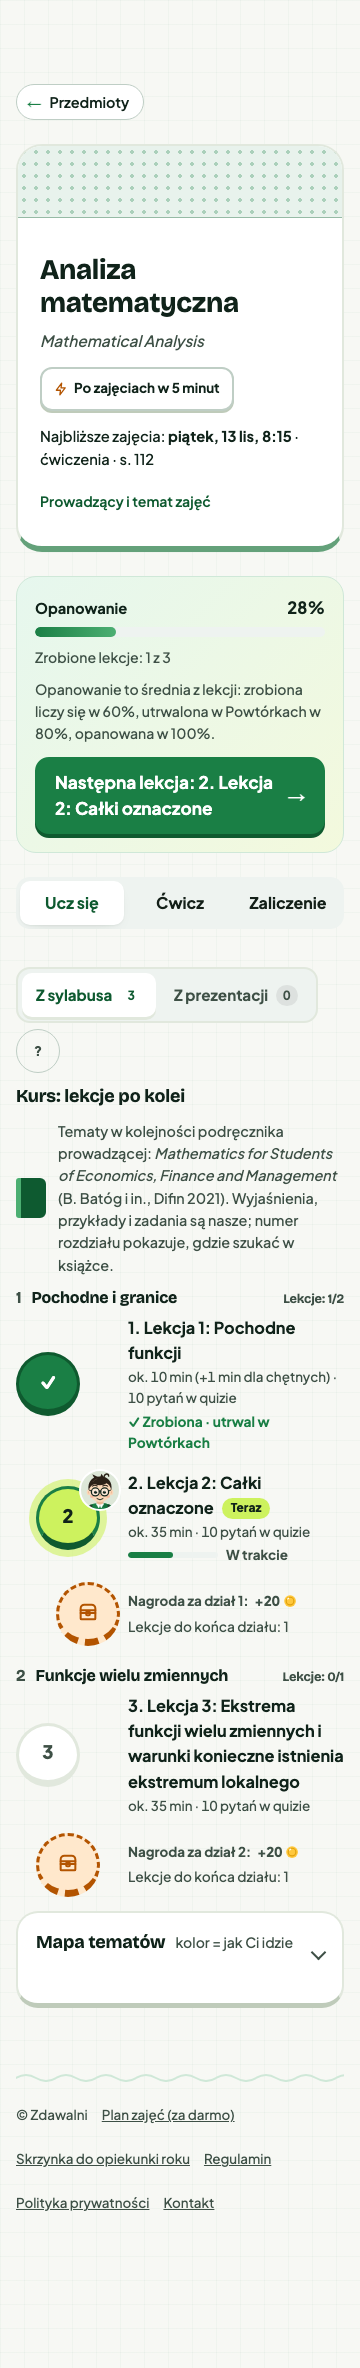 ← Przedmioty
Analiza
matematyczna
Mathematical Analysis
Po zajęciach w 5 minut
Najbliższe zajęcia: piątek, 13 lis, 8:15 ·
ćwiczenia · s. 112
Prowadzący i temat zajęć
Opanowanie 28%
Zrobione lekcje: 1 z 3
Opanowanie to średnia z lekcji: zrobiona
liczy się w 60%, utrwalona w Powtórkach w
80%, opanowana w 100%.
Następna lekcja: 2. Lekcja
2: Całki oznaczone →
Ucz się Ćwicz Zaliczenie
Z sylabusa 3 Z prezentacji 0
?
Kurs: lekcje po kolei
Tematy w kolejności podręcznika
prowadzącej: Mathematics for Students
of Economics, Finance and Management
(B. Batóg i in., Difin 2021). Wyjaśnienia,
przykłady i zadania są nasze; numer
rozdziału pokazuje, gdzie szukać w
książce.
1 Pochodne i granice Lekcje: 1/2
1. Lekcja 1: Pochodne
funkcji
ok. 10 min (+1 min dla chętnych) ·
10 pytań w quizie
✓ Zrobiona · utrwal w
Powtórkach
2
2. Lekcja 2: Całki
oznaczone Teraz
ok. 35 min · 10 pytań w quizie
W trakcie
Nagroda za dział 1: +20
Lekcje do końca działu: 1
2 Funkcje wielu zmiennych Lekcje: 0/1
3
3. Lekcja 3: Ekstrema
funkcji wielu zmiennych i
warunki konieczne istnienia
ekstremum lokalnego
ok. 35 min · 10 pytań w quizie
Nagroda za dział 2: +20
Lekcje do końca działu: 1
Mapa tematów kolor = jak Ci idzie
© Zdawalni Plan zajęć (za darmo)
Skrzynka do opiekunki roku Regulamin
Polityka prywatności Kontakt